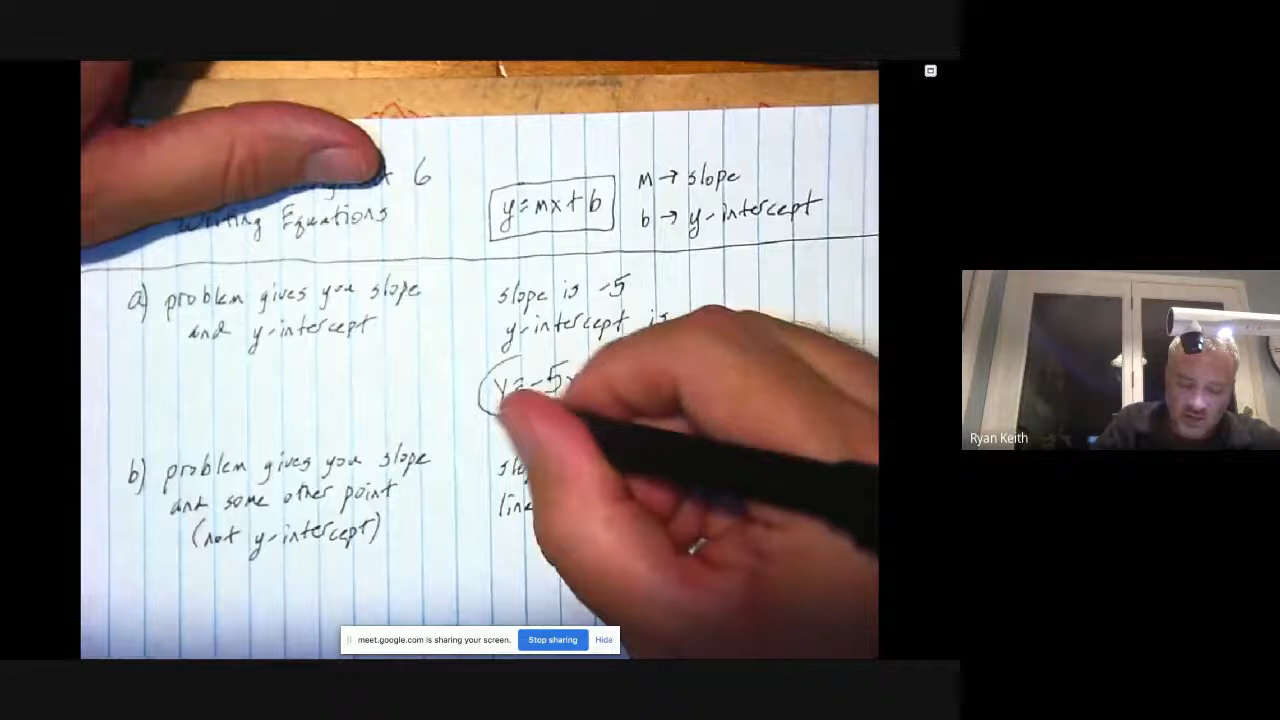 6
Writing Equations
y=mx+b
m → slope
b → y-intercept
a) problem gives you slope
and y-intercept
slope is -5
y-intercept is
y=-5x
b) problem gives you slope
and some other point
(not y-intercept)
line
meet.google.com is sharing your screen. Stop sharing Hide
Ryan Keith